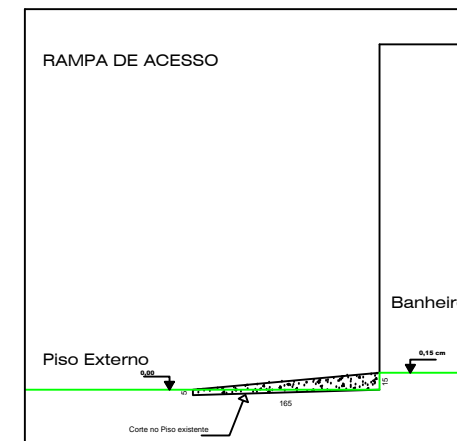 RAMPA DE ACESSO
Banheir
0,15 cm
Piso Externo
0,00
5
15
165
Corte no Piso existente